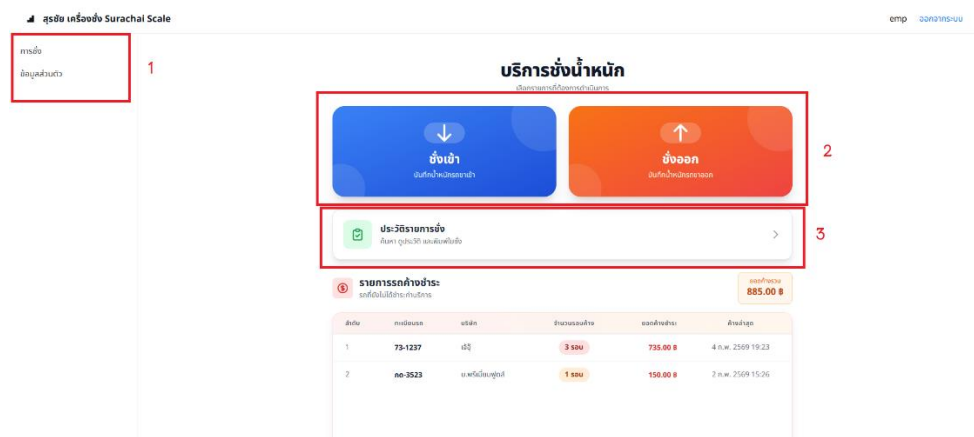 สุรชัย เครื่องชั่ง Surachai Scale
emp ออกจากระบบ
การชั่ง
ข้อมูลส่วนตัว
1
บริการชั่งน้ำหนัก
เลือกรายการที่ต้องการดำเนินการ
ชั่งเข้า
บันทึกน้ำหนักรถขาเข้า
ชั่งออก
บันทึกน้ำหนักรถขาออก
2
ประวัติรายการชั่ง
ค้นหา ดูประวัติ และพิมพ์ใบชั่ง
3
รายการรถค้างชำระ
รถที่ยังไม่ได้ชำระค่าบริการ
ยอดค้างรวม
885.00 ฿
ลำดับ ทะเบียนรถ บริษัท จำนวนรอบค้าง ยอดค้างชำระ ค้างล่าสุด
1 73-1237 3 รอบ 735.00 ฿ 4 ก.พ. 2569 19:23
2 กด-3523 บ.พรีเมี่ยมฟูดส์ 1 รอบ 150.00 ฿ 2 ก.พ. 2569 15:26